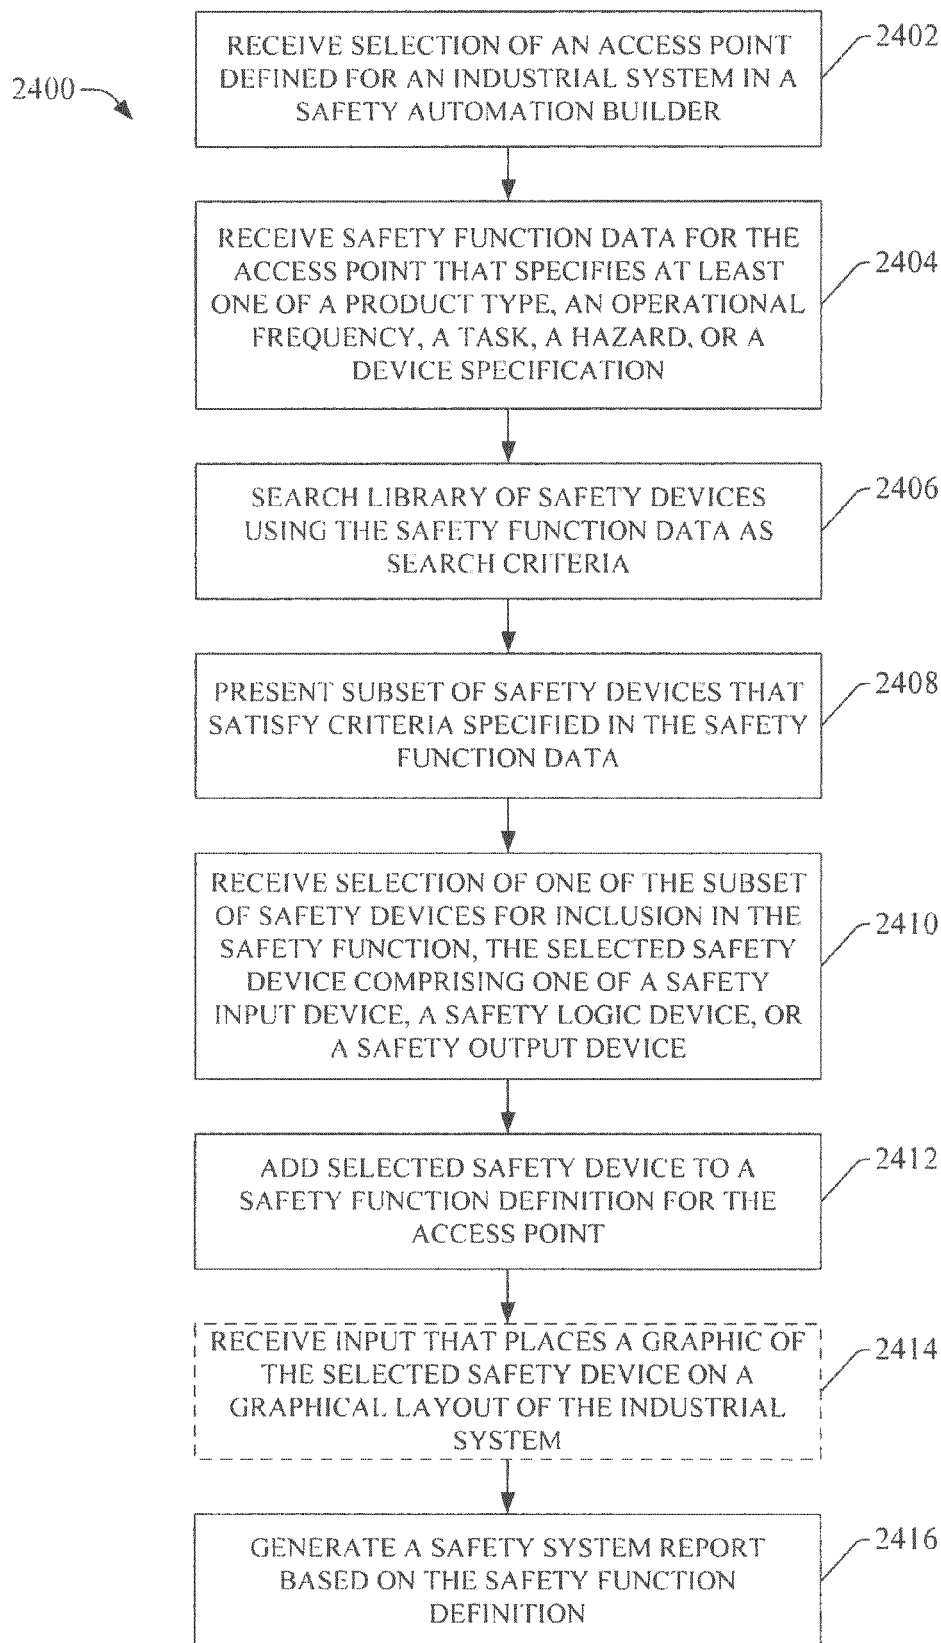 2400
RECEIVE SELECTION OF AN ACCESS POINT
DEFINED FOR AN INDUSTRIAL SYSTEM IN A
SAFETY AUTOMATION BUILDER
2402
RECEIVE SAFETY FUNCTION DATA FOR THE
ACCESS POINT THAT SPECIFIES AT LEAST
ONE OF A PRODUCT TYPE, AN OPERATIONAL
FREQUENCY, A TASK, A HAZARD, OR A
DEVICE SPECIFICATION
2404
SEARCH LIBRARY OF SAFETY DEVICES
USING THE SAFETY FUNCTION DATA AS
SEARCH CRITERIA
2406
PRESENT SUBSET OF SAFETY DEVICES THAT
SATISFY CRITERIA SPECIFIED IN THE SAFETY
FUNCTION DATA
2408
RECEIVE SELECTION OF ONE OF THE SUBSET
OF SAFETY DEVICES FOR INCLUSION IN THE
SAFETY FUNCTION, THE SELECTED SAFETY
DEVICE COMPRISING ONE OF A SAFETY
INPUT DEVICE, A SAFETY LOGIC DEVICE, OR
A SAFETY OUTPUT DEVICE
2410
ADD SELECTED SAFETY DEVICE TO A
SAFETY FUNCTION DEFINITION FOR THE
ACCESS POINT
2412
RECEIVE INPUT THAT PLACES A GRAPHIC OF
THE SELECTED SAFETY DEVICE ON A
GRAPHICAL LAYOUT OF THE INDUSTRIAL
SYSTEM
2414
GENERATE A SAFETY SYSTEM REPORT
BASED ON THE SAFETY FUNCTION
DEFINITION
2416